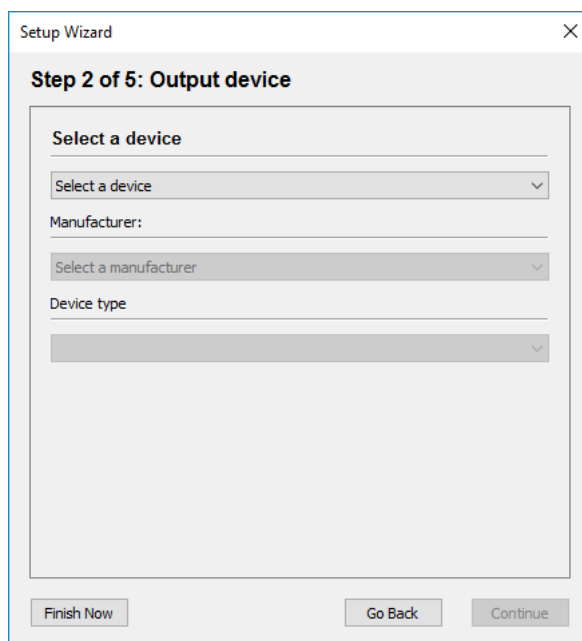 Setup Wizard
Step 2 of 5: Output device
Select a device
Select a device
Manufacturer:
Select a manufacturer
Device type
Finish Now Go Back Continue